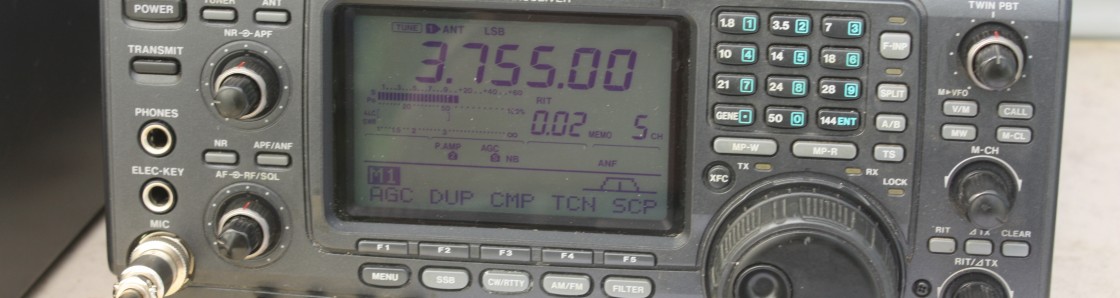 POWER
TUNER
ANT
TRANSMIT
NR APF
PHONES
NR
APF/ANF
ELEC-KEY
AF RF/SQL
MIC
TUNE 1 ANT LSB
3.755.00
RIT
0.02 MEMO 5 CH
P.AMP AGC
NB
ANF
M1
AGC DUP CMP TCN SCP
F1 F2 F3 F4 F5
MENU SSB CW/RTTY AM/FM FILTER
1.8 1 3.5 2 7 3
10 4 14 5 18 6
21 7 24 8 28 9
GENE 50 0 144 ENT
F-INP
SPLIT
A/B
MP-W MP-R TS
XFC
TX
RX
LOCK
TWIN PBT
M▸VFO
V/M CALL
MW M-CL
M-CH
RIT ⊿TX CLEAR
RIT/⊿TX